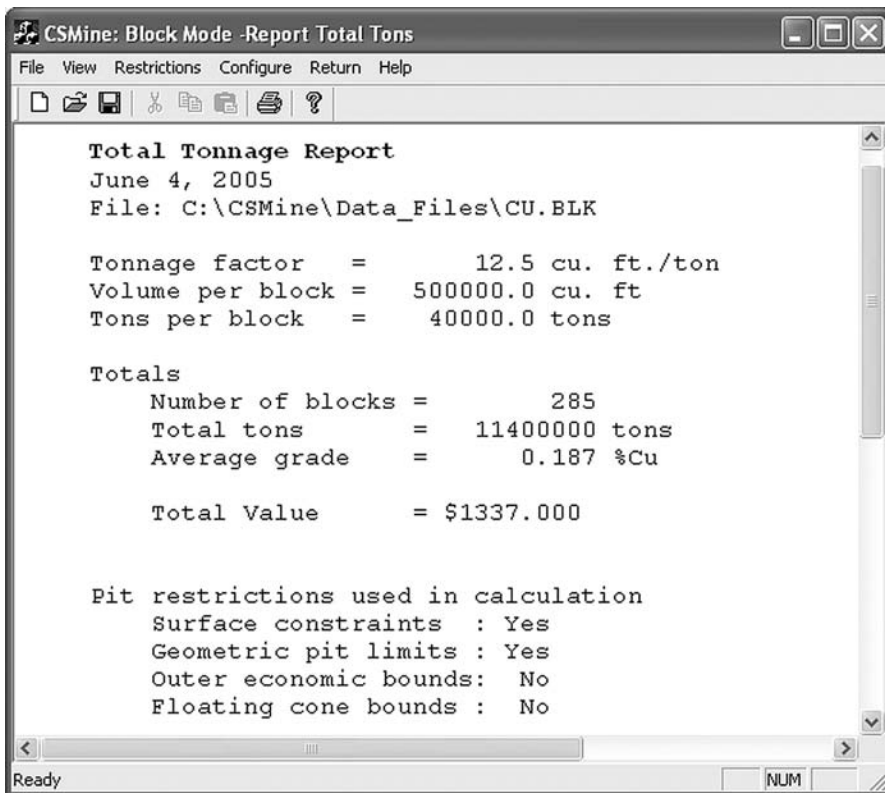 CSMine: Block Mode -Report Total Tons
File View Restrictions Configure Return Help
Total Tonnage Report
June 4, 2005
File: C:\CSMine\Data_Files\CU.BLK
Tonnage factor = 12.5 cu. ft./ton
Volume per block = 500000.0 cu. ft
Tons per block = 40000.0 tons
Totals
Number of blocks = 285
Total tons = 11400000 tons
Average grade = 0.187 %Cu
Total Value = $1337.000
Pit restrictions used in calculation
Surface constraints : Yes
Geometric pit limits : Yes
Outer economic bounds: No
Floating cone bounds : No
Ready NUM